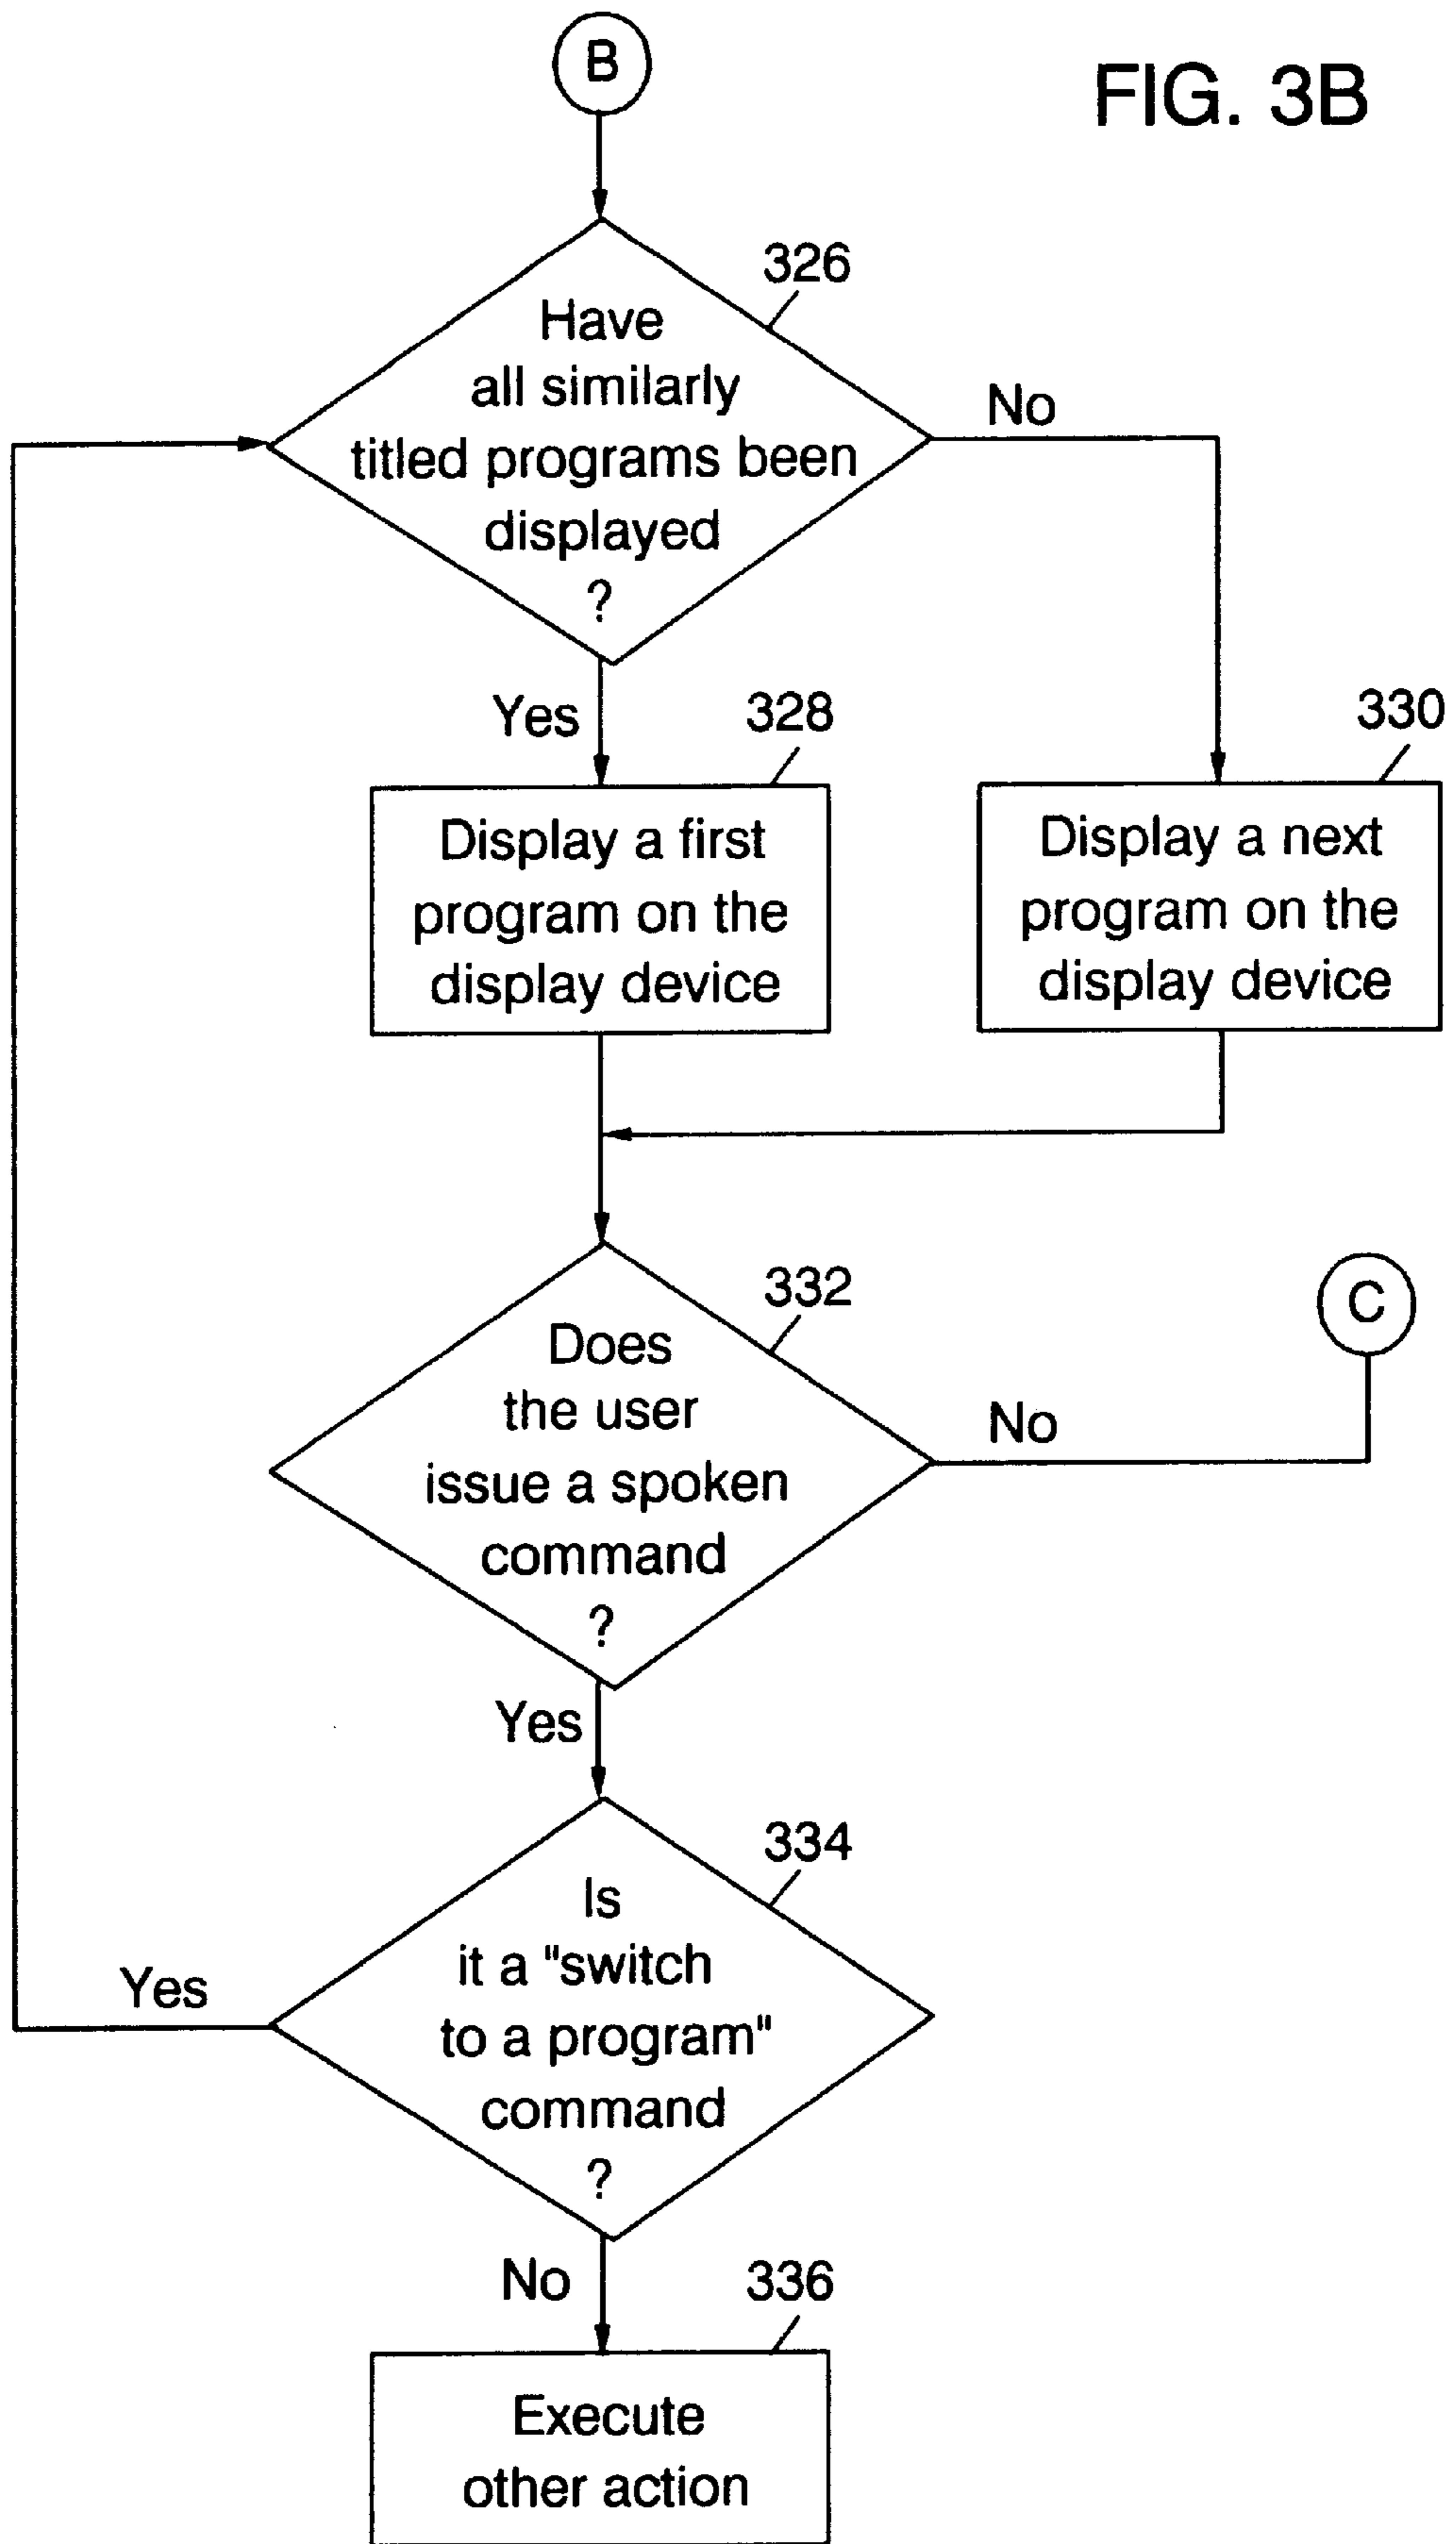 B
FIG. 3B
326
Have
all similarly
titled programs been
displayed
?
No
Yes
328
330
Display a first
program on the
display device
Display a next
program on the
display device
332
C
Does
the user
issue a spoken
command
?
No
Yes
334
Is
it a "switch
to a program"
command
?
Yes
No
336
Execute
other action